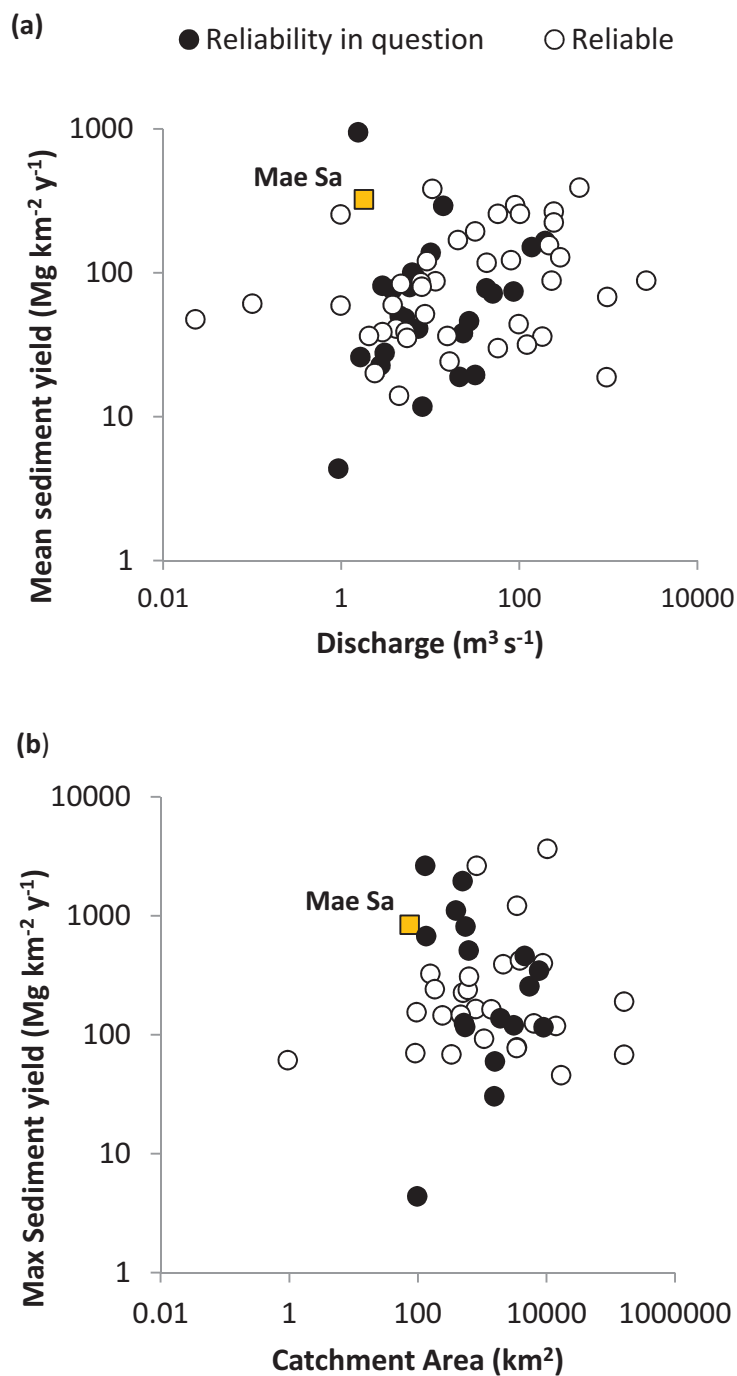 (a)
Reliability in question Reliable
1000
100
10
1
Mean sediment yield (Mg km⁻² y⁻¹)
Mae Sa
0.01 1 100 10000
Discharge (m³ s⁻¹)
(b)
10000
1000
100
10
1
Max Sediment yield (Mg km⁻² y⁻¹)
Mae Sa
0.01 1 100 10000 1000000
Catchment Area (km²)